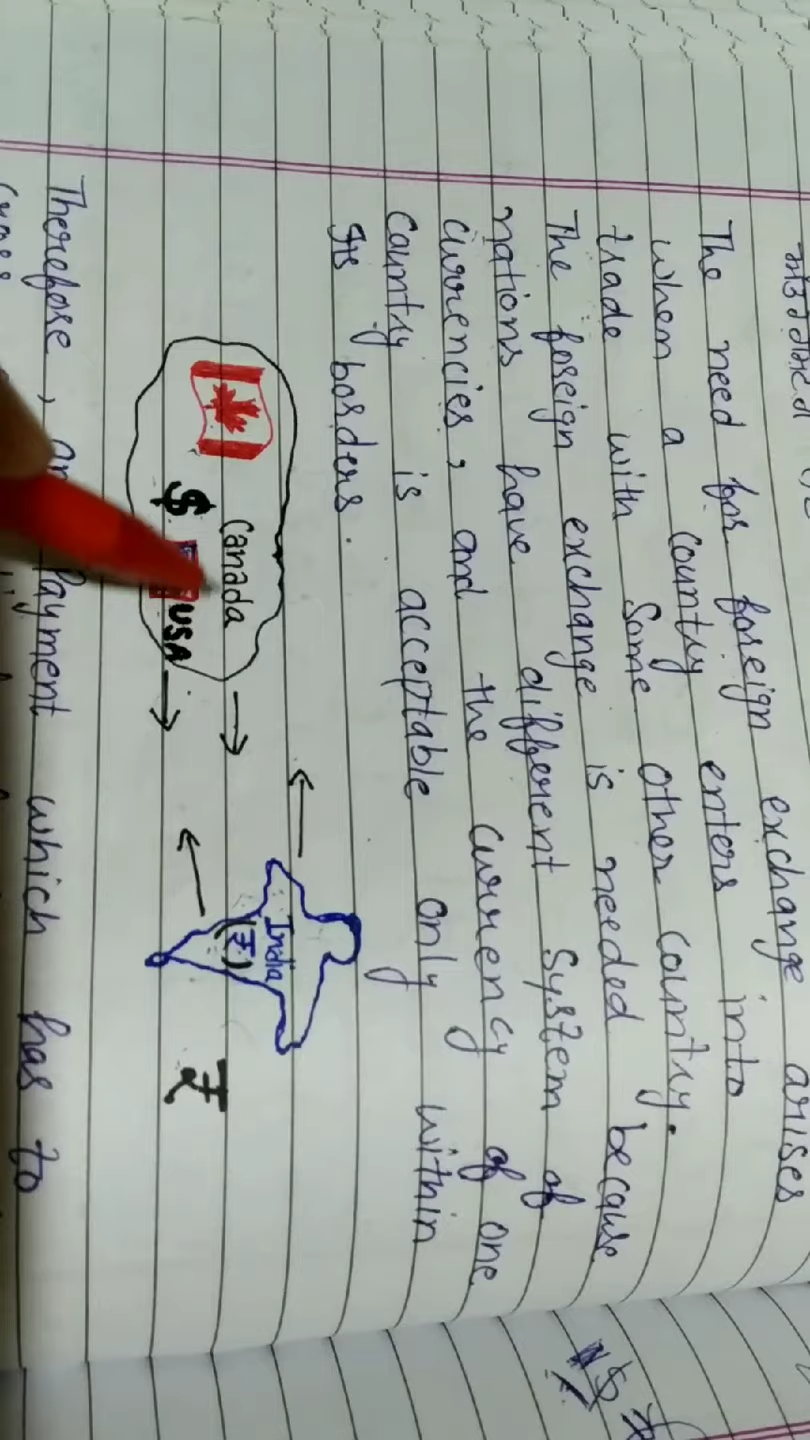 The need for foreign exchange arises
when a country enters into
trade with some other country.
The foreign exchange is needed because
nations have different system of
currencies, and the currency of one
country is acceptable only within
its borders.
Canada
$ USA
India
(₹)
₹
Therefore, Payment which has to